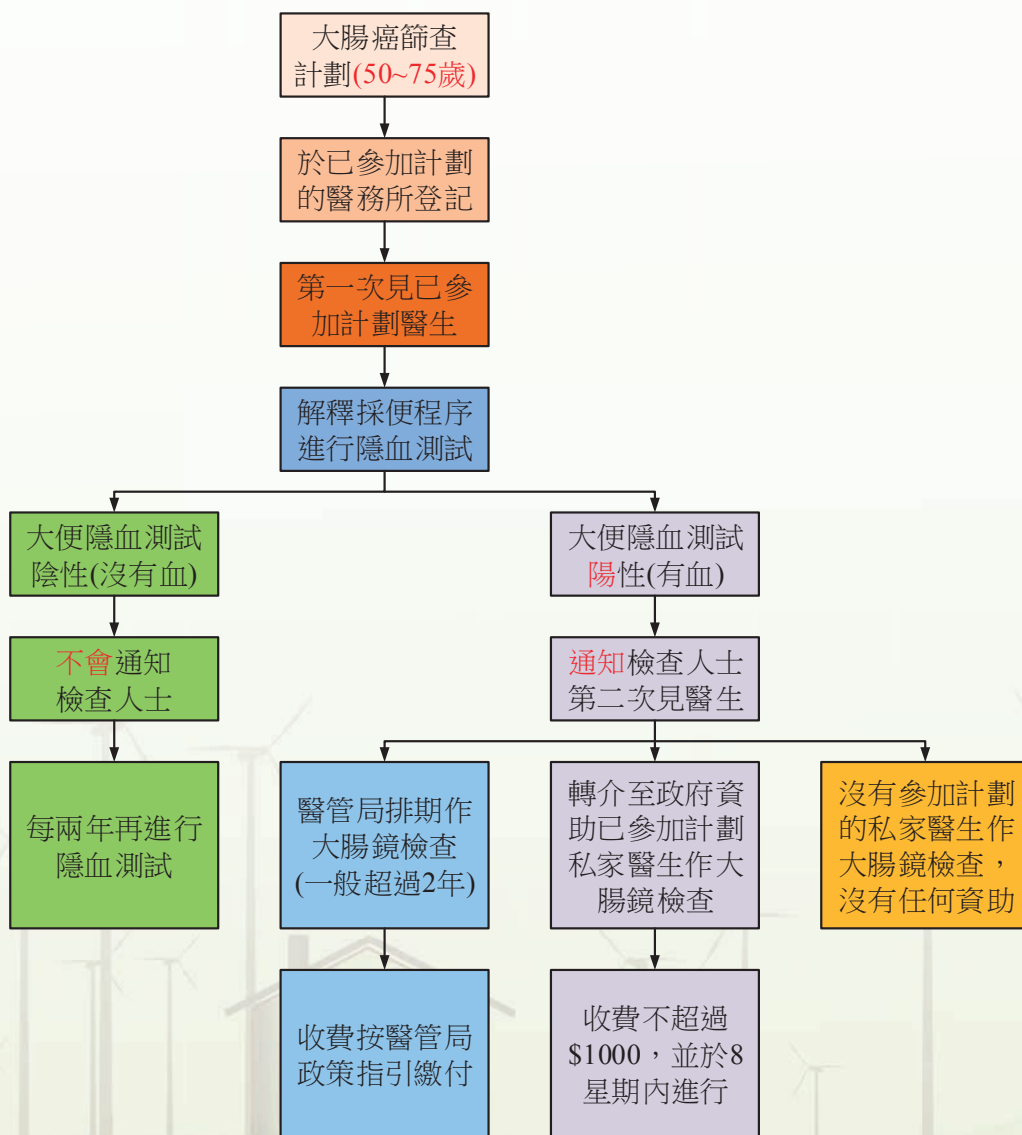 大腸癌篩查
計劃(50~75歲)
於已參加計劃
的醫務所登記
第一次見已參
加計劃醫生
解釋採便程序
進行隱血測試
大便隱血測試
陰性(沒有血)
大便隱血測試
陽性(有血)
不會通知
檢查人士
通知檢查人士
第二次見醫生
每兩年再進行
隱血測試
醫管局排期作
大腸鏡檢查
(一般超過2年)
轉介至政府資
助已參加計劃
私家醫生作大
腸鏡檢查
沒有參加計劃
的私家醫生作
大腸鏡檢查，
沒有任何資助
收費按醫管局
政策指引繳付
收費不超過
$1000，並於8
星期內進行